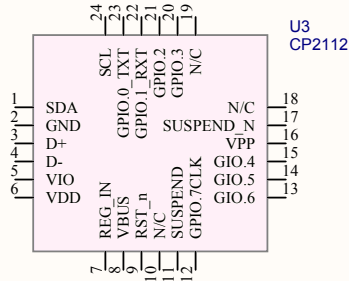 U3
CP2112
24 SCL
23 GPIO.0_TXT
22 GPIO.1_RXT
21 GPIO.2
20 GPIO.3
19 N/C
1 SDA
2 GND
3 D+
4 D-
5 VIO
6 VDD
N/C 18
SUSPEND_N 17
VPP 16
GIO.4 15
GIO.5 14
GIO.6 13
7 REG_IN
8 VBUS
9 RST_n
10 N/C
11 SUSPEND
12 GPIO.7CLK